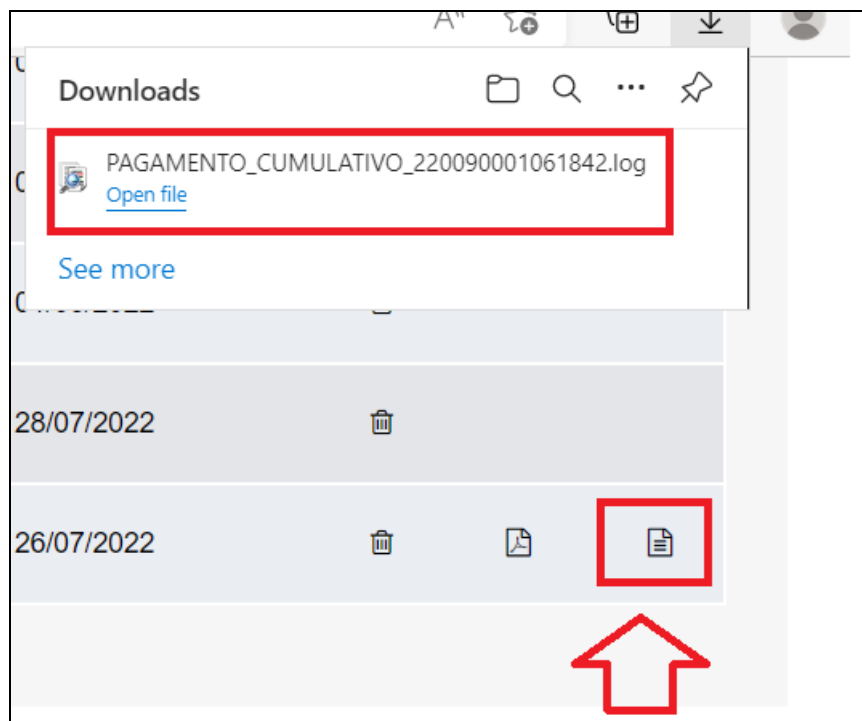 Downloads
PAGAMENTO_CUMULATIVO_220090001061842.log
Open file
See more
28/07/2022
26/07/2022